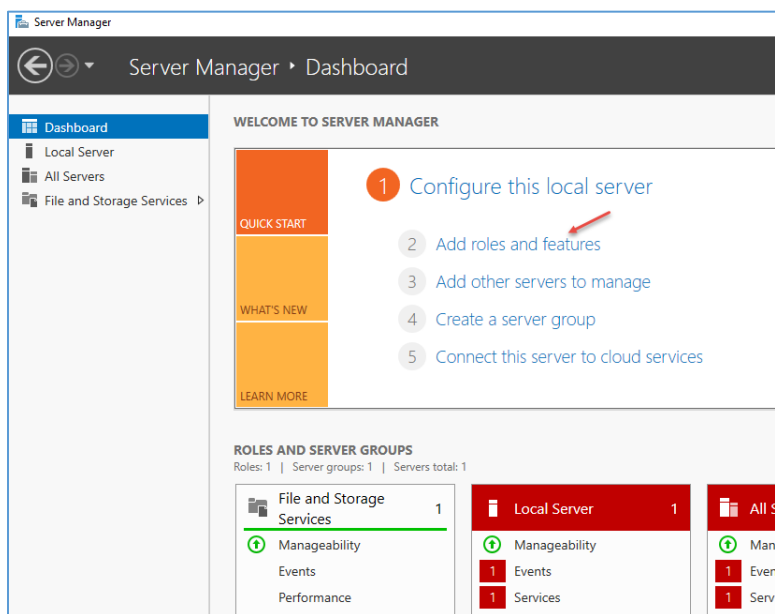 Server Manager
Server Manager ‣ Dashboard
Dashboard
Local Server
All Servers
File and Storage Services
WELCOME TO SERVER MANAGER
QUICK START
WHAT'S NEW
LEARN MORE
1 Configure this local server
2 Add roles and features
3 Add other servers to manage
4 Create a server group
5 Connect this server to cloud services
ROLES AND SERVER GROUPS
Roles: 1 | Server groups: 1 | Servers total: 1
File and Storage
Services 1
Manageability
Events
Performance
Local Server 1
Manageability
1 Events
1 Services
All S
Man
1 Even
1 Serv